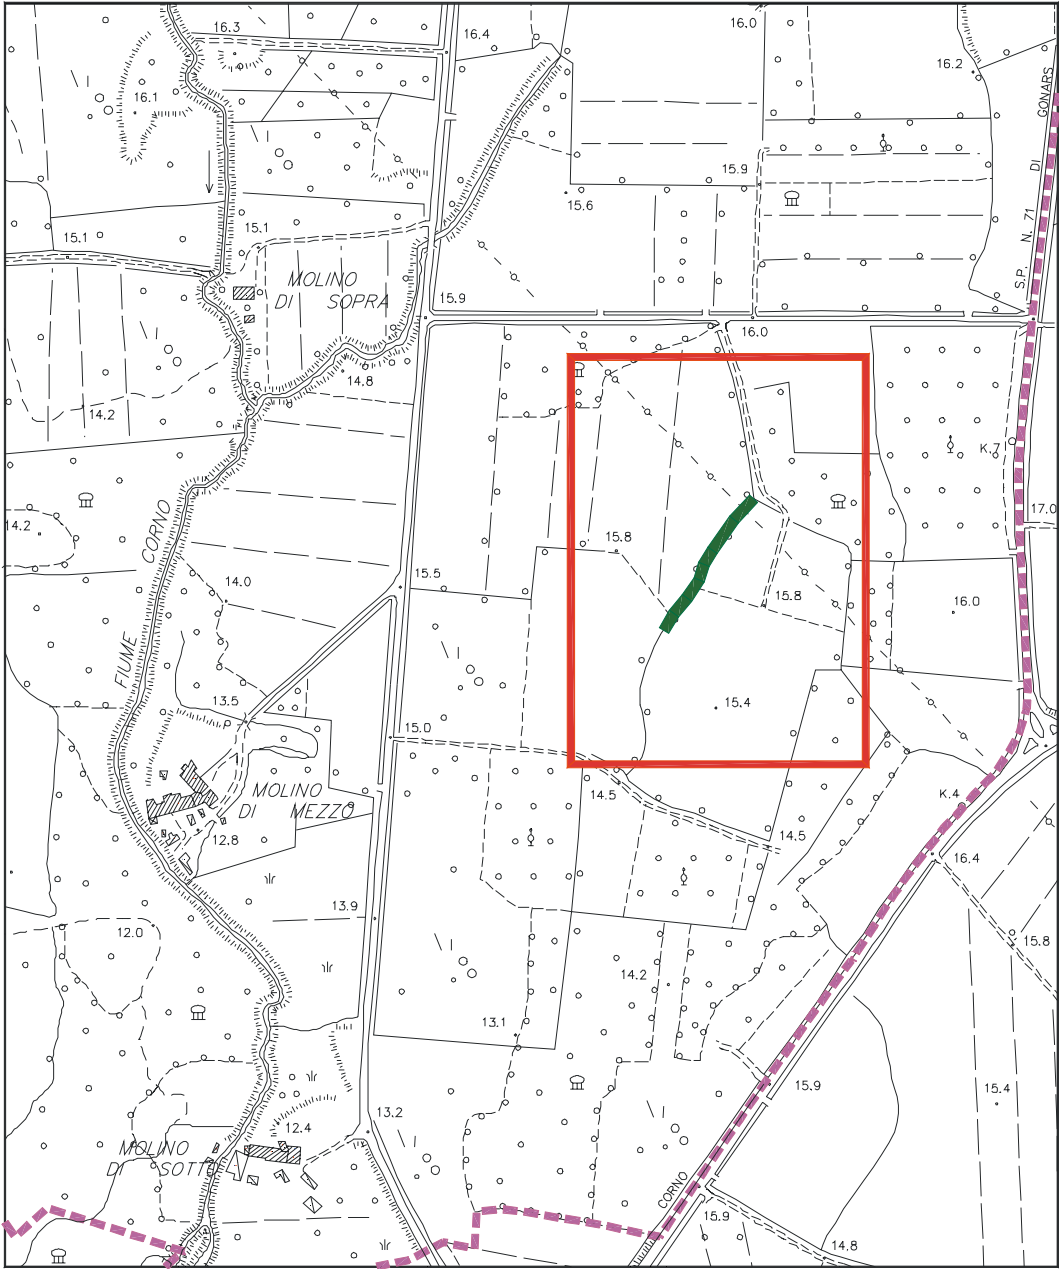 16.3
16.4
16.0
16.2
GONARS
16.1
DI
15.9
15.6
N. 71
S.P.
15.1
15.1
MOLINO
DI SOPRA
15.9
16.0
14.8
14.2
K.7
17.0
14.2
CORNO
15.8
15.5
14.0
15.8
16.0
FIUME
13.5
15.4
15.0
MOLINO
DI MEZZO
14.5
K.4
12.8
14.5
16.4
13.9
12.0
15.8
14.2
13.1
15.9
15.4
13.2
12.4
MOLINO
DI SOTTO
CORNO
15.9
14.8